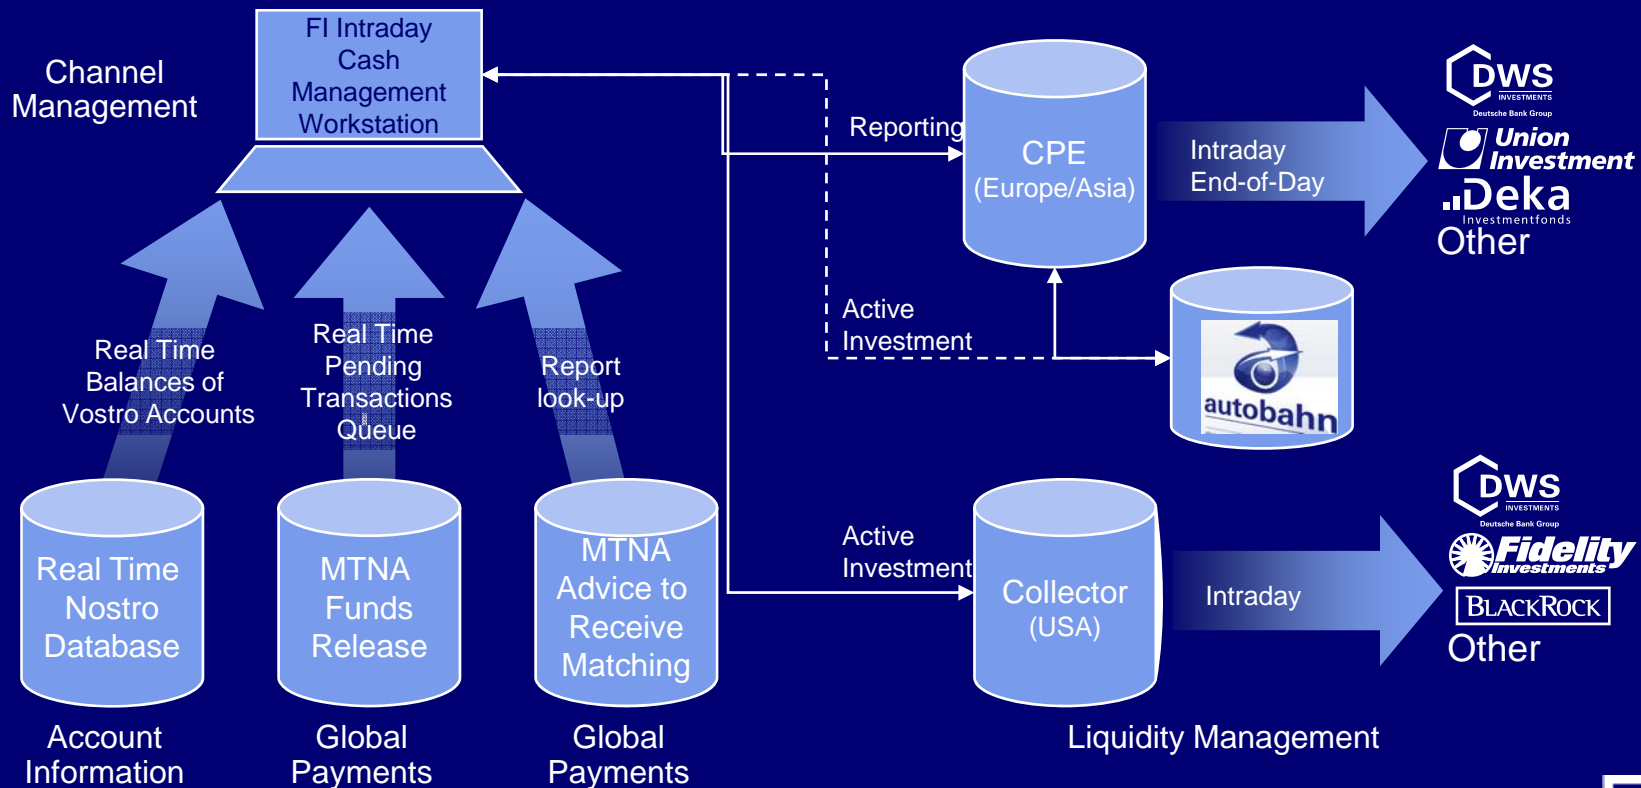 Channel
Management
FI Intraday
Cash
Management
Workstation
Reporting
CPE
(Europe/Asia)
Intraday
End-of-Day
DWS
INVESTMENTS
Deutsche Bank Group
Union
Investment
Deka
Investmentfonds
Other
Real Time
Balances of
Vostro Accounts
Real Time
Pending
Transactions
Queue
Report
look-up
Active
Investment
autobahn
Real Time
Nostro
Database
MTNA
Funds
Release
MTNA
Advice to
Receive
Matching
Active
Investment
Collector
(USA)
Intraday
DWS
INVESTMENTS
Deutsche Bank Group
Fidelity
Investments
BLACKROCK
Other
Account
Information
Global
Payments
Global
Payments
Liquidity Management